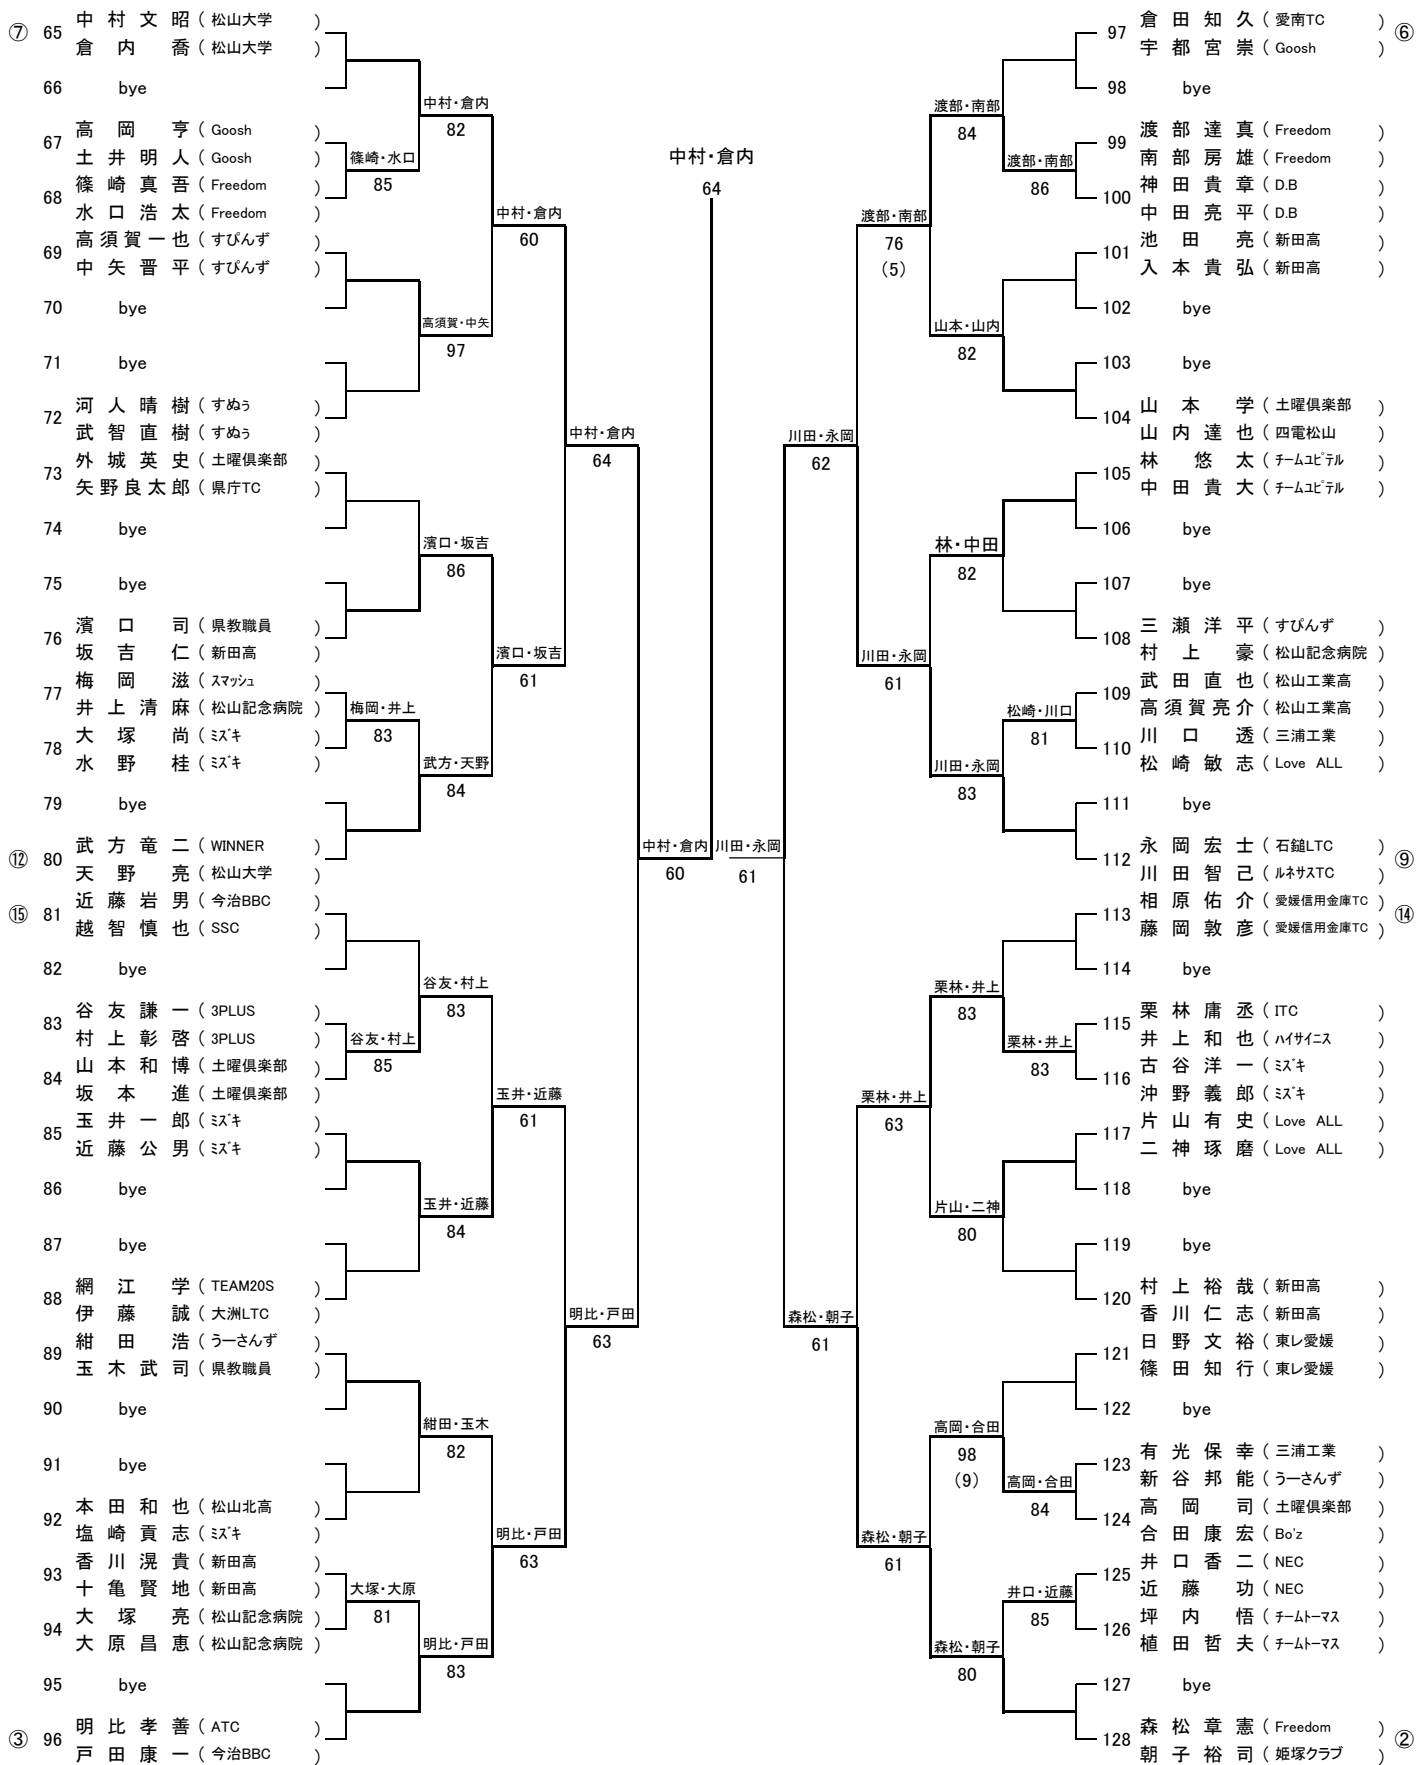 ⑦ 65 中村文昭 ( 松山大学 )
倉内喬 ( 松山大学 )
66 bye
67 高岡亨 ( Goosh )
土井明人 ( Goosh )
68 篠崎真吾 ( Freedom )
水口浩太 ( Freedom )
69 高須賀一也 ( すぴんず )
中矢晋平 ( すぴんず )
70 bye
71 bye
72 河人晴樹 ( すぬぅ )
武智直樹 ( すぬぅ )
73 外城英史 ( 土曜倶楽部 )
矢野良太郎 ( 県庁TC )
74 bye
75 bye
76 濱口司 ( 県教職員 )
坂吉仁 ( 新田高 )
77 梅岡滋 ( スマッシュ )
井上清麻 ( 松山記念病院 )
78 大塚尚 ( ミズキ )
水野桂 ( ミズキ )
79 bye
⑫ 80 武方竜二 ( WINNER )
天野亮 ( 松山大学 )
⑮ 81 近藤岩男 ( 今治BBC )
越智慎也 ( SSC )
82 bye
83 谷友謙一 ( 3PLUS )
村上彰啓 ( 3PLUS )
84 山本和博 ( 土曜倶楽部 )
坂本進 ( 土曜倶楽部 )
85 玉井一郎 ( ミズキ )
近藤公男 ( ミズキ )
86 bye
87 bye
88 網江学 ( TEAM20S )
伊藤誠 ( 大洲LTC )
89 紺田浩 ( うーさんず )
玉木武司 ( 県教職員 )
90 bye
91 bye
92 本田和也 ( 松山北高 )
塩崎貢志 ( ミズキ )
93 香川滉貴 ( 新田高 )
十亀賢地 ( 新田高 )
94 大塚亮 ( 松山記念病院 )
大原昌恵 ( 松山記念病院 )
95 bye
③ 96 明比孝善 ( ATC )
戸田康一 ( 今治BBC )
篠崎・水口
85
梅岡・井上
83
谷友・村上
85
大塚・大原
81
中村・倉内
82
高須賀・中矢
97
濱口・坂吉
86
武方・天野
84
谷友・村上
83
玉井・近藤
84
紺田・玉木
82
明比・戸田
83
中村・倉内
60
濱口・坂吉
61
玉井・近藤
61
明比・戸田
63
中村・倉内
64
明比・戸田
63
中村・倉内
60
中村・倉内
64
川田・永岡
61
川田・永岡
62
森松・朝子
61
渡部・南部
76
(5)
川田・永岡
61
栗林・井上
63
森松・朝子
61
渡部・南部
84
山本・山内
82
林・中田
82
川田・永岡
83
栗林・井上
83
片山・二神
80
高岡・合田
98
(9)
森松・朝子
80
渡部・南部
86
松崎・川口
81
栗林・井上
83
高岡・合田
84
井口・近藤
85
97 倉田知久 ( 愛南TC ) ⑥
宇都宮崇 ( Goosh )
98 bye
99 渡部達真 ( Freedom )
南部房雄 ( Freedom )
100 神田貴章 ( D.B )
中田亮平 ( D.B )
101 池田亮 ( 新田高 )
入本貴弘 ( 新田高 )
102 bye
103 bye
104 山本学 ( 土曜倶楽部 )
山内達也 ( 四電松山 )
105 林悠太 ( チームユピテル )
中田貴大 ( チームユピテル )
106 bye
107 bye
108 三瀬洋平 ( すぴんず )
村上豪 ( 松山記念病院 )
109 武田直也 ( 松山工業高 )
高須賀亮介 ( 松山工業高 )
110 川口透 ( 三浦工業 )
松崎敏志 ( Love ALL )
111 bye
112 永岡宏士 ( 石鎚LTC ) ⑨
川田智己 ( ルネサスTC )
113 相原佑介 ( 愛媛信用金庫TC ) ⑭
藤岡敦彦 ( 愛媛信用金庫TC )
114 bye
115 栗林庸丞 ( ITC )
井上和也 ( ハイサイニス )
116 古谷洋一 ( ミズキ )
沖野義郎 ( ミズキ )
117 片山有史 ( Love ALL )
二神琢磨 ( Love ALL )
118 bye
119 bye
120 村上裕哉 ( 新田高 )
香川仁志 ( 新田高 )
121 日野文裕 ( 東レ愛媛 )
篠田知行 ( 東レ愛媛 )
122 bye
123 有光保幸 ( 三浦工業 )
新谷邦能 ( うーさんず )
124 高岡司 ( 土曜倶楽部 )
合田康宏 ( Bo'z )
125 井口香二 ( NEC )
近藤功 ( NEC )
126 坪内悟 ( チームトーマス )
植田哲夫 ( チームトーマス )
127 bye
128 森松章憲 ( Freedom ) ②
朝子裕司 ( 姫塚クラブ )